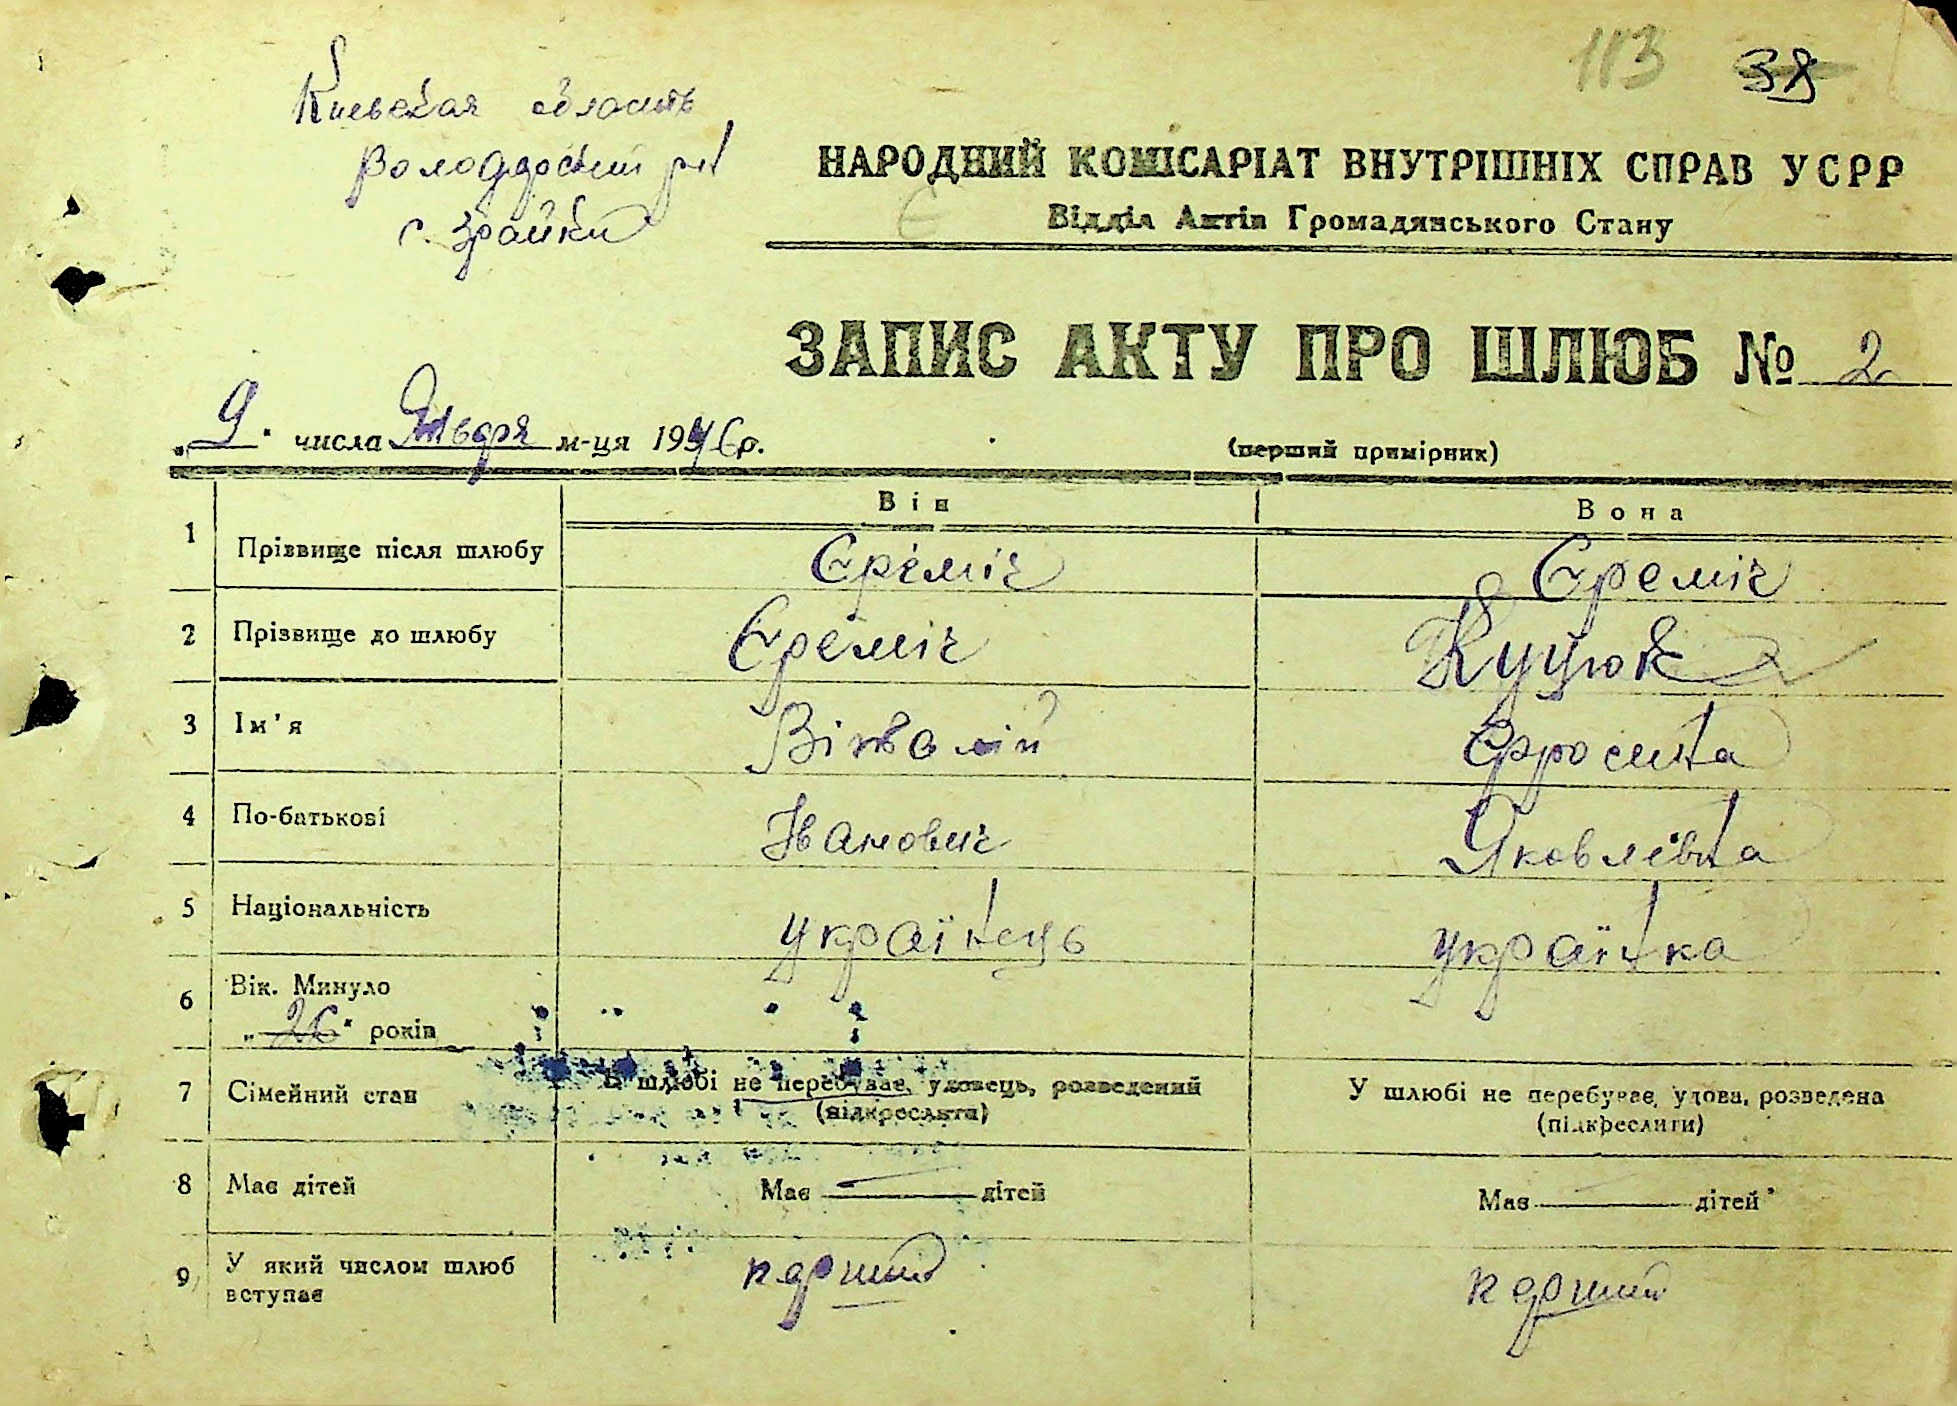 113 38
Киевская область
Володарский р-н
с. Зрайки
НАРОДНИЙ КОМІСАРІАТ ВНУТРІШНІХ СПРАВ УСРР
Є
Відділ Актів Громадянського Стану
ЗАПИС АКТУ ПРО ШЛЮБ № 2
„9" числа Января м-ця 1946 р.
(перший примірник)
Він Вона
1 Прізвище після шлюбу Єреміч Єреміч
2 Прізвище до шлюбу Єреміч Куцюк
3 Ім'я Віталій Єфросина
4 По-батькові Іванович Яковлевна
5 Національність українець українка
6 Вік. Минуло
„26" років
7 Сімейний стан У шлюбі не перебуває, удовець, розведений У шлюбі не перебуває, удова, розведена
(підкреслити) (підкреслити)
8 Має дітей Має — дітей Має — дітей
9 У який числом шлюб перший перший
вступає